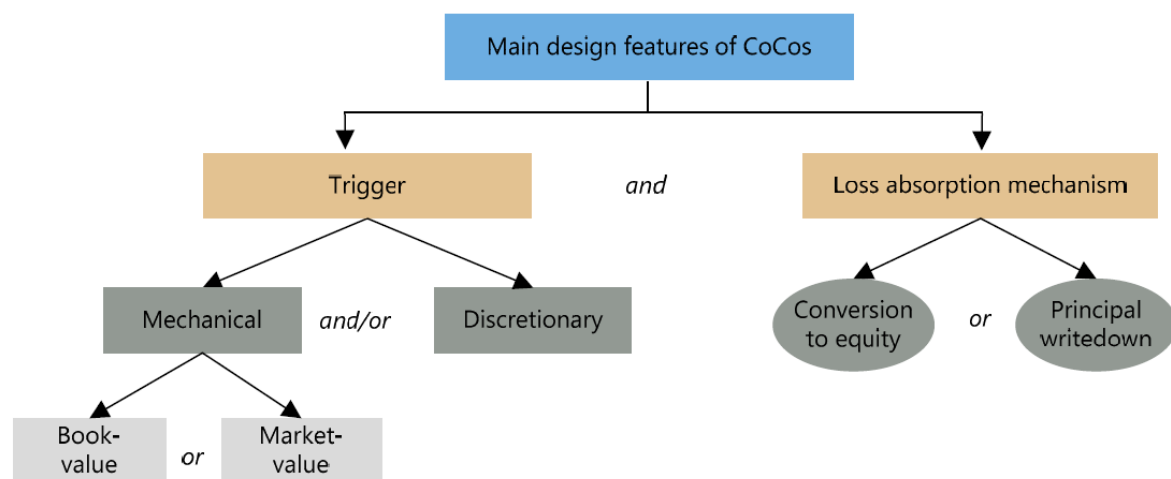 Main design features of CoCos
Trigger
and
Loss absorption mechanism
Mechanical
and/or
Discretionary
Conversion
to equity
or
Principal
writedown
Book-
value
or
Market-
value